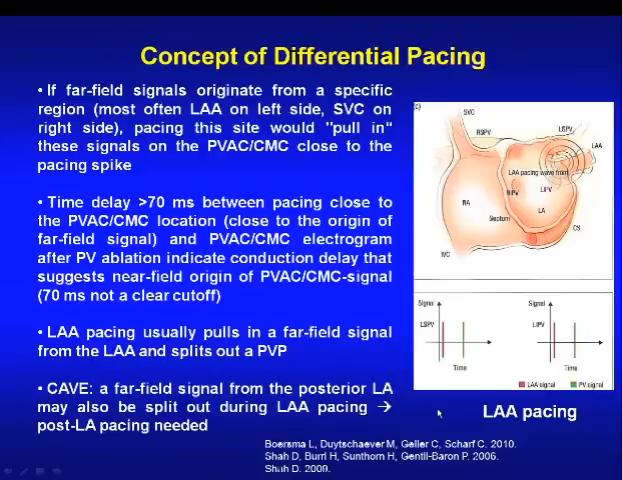 Concept of Differential Pacing
• If far-field signals originate from a specific
region (most often LAA on left side, SVC on
right side), pacing this site would "pull in"
these signals on the PVAC/CMC close to the
pacing spike
• Time delay >70 ms between pacing close to
the PVAC/CMC location (close to the origin of
far-field signal) and PVAC/CMC electrogram
after PV ablation indicate conduction delay that
suggests near-field origin of PVAC/CMC-signal
(70 ms not a clear cutoff)
• LAA pacing usually pulls in a far-field signal
from the LAA and splits out a PVP
• CAVE: a far-field signal from the posterior LA
may also be split out during LAA pacing →
post-LA pacing needed
SVC
RSPV
LSPV
LAA
LAA pacing wave front
RIPV
LIPV
RA
LA
Septum
CS
IVC
Signal
Signal
LSPV
LIPV
Time
Time
LAA signal
PV signal
LAA pacing
Boersma L, Duytschaever M, Geller C, Scharf C. 2010.
Shah D, Burri H, Sunthorn H, Gentil-Baron P. 2006.
Shah D. 2009.